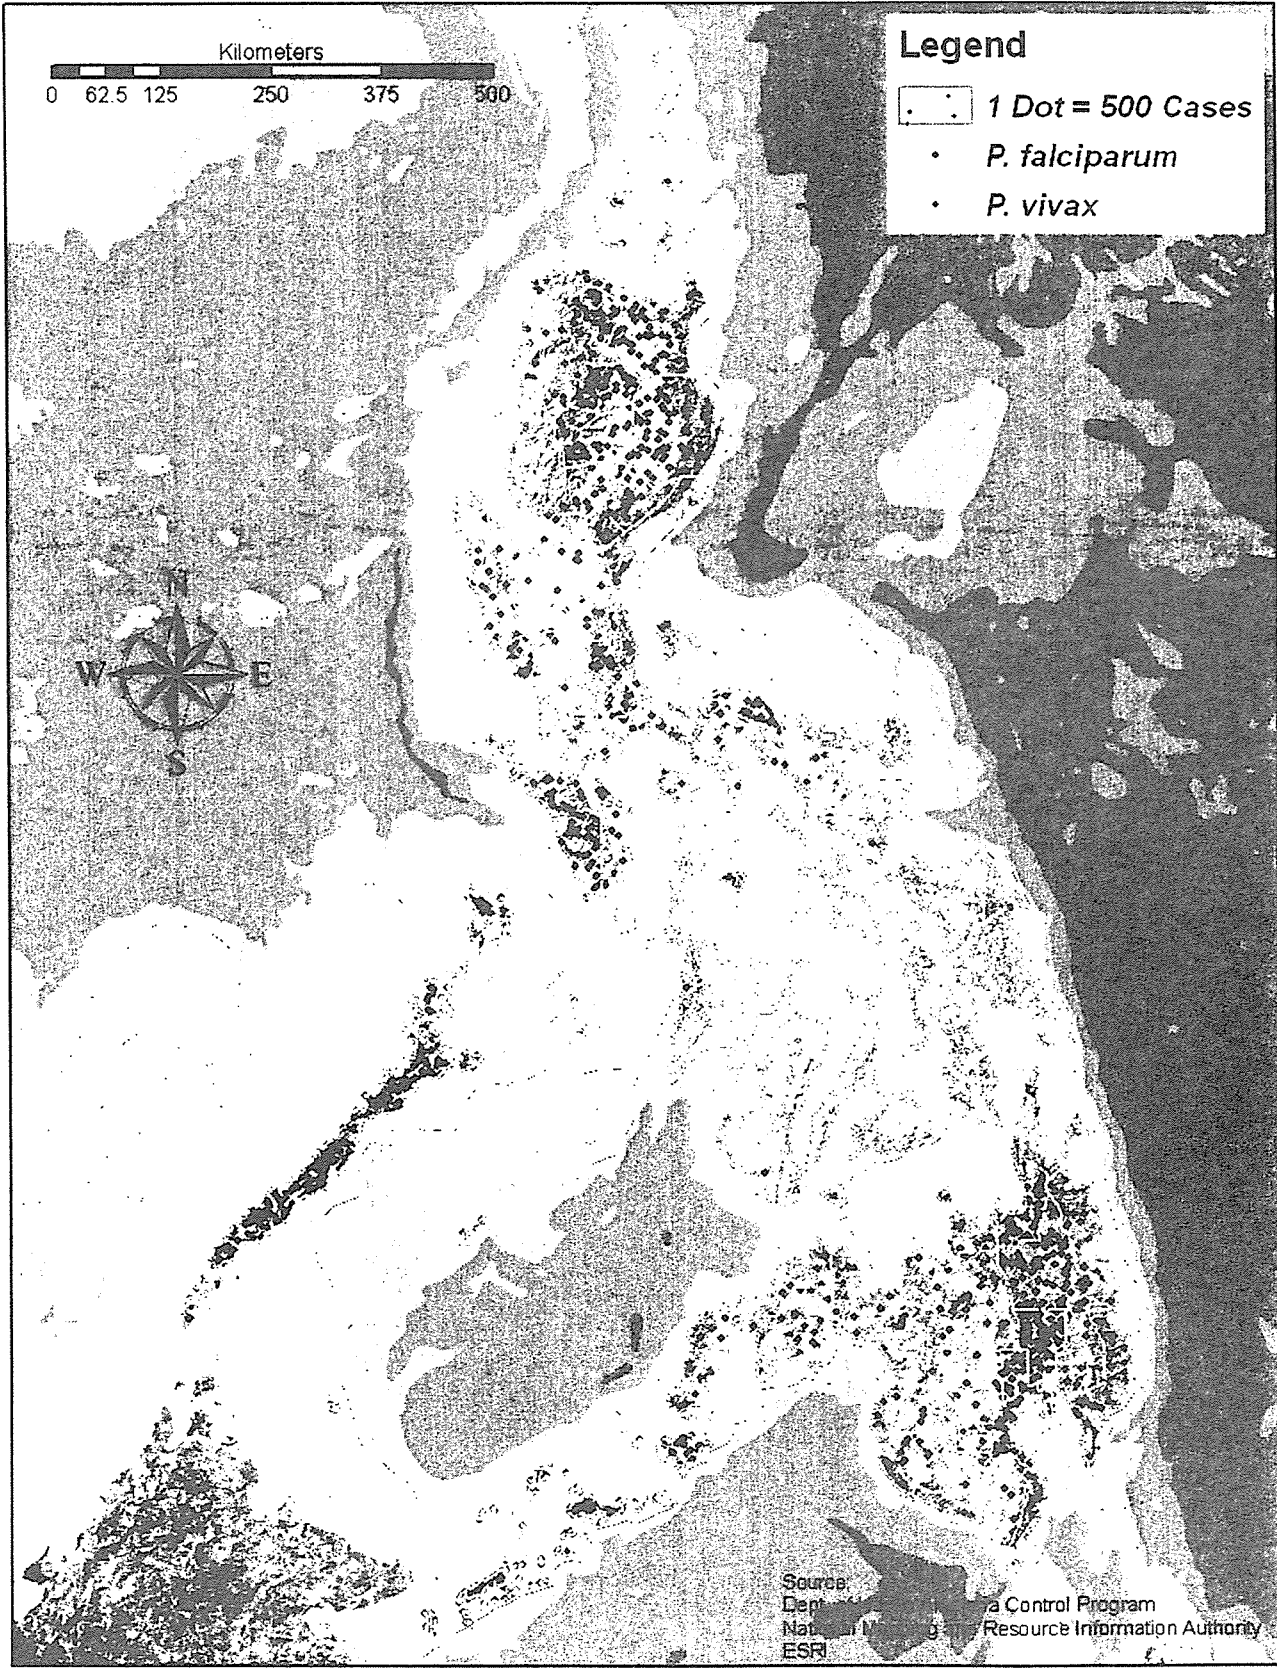 Kilometers
0 62.5 125 250 375 500
Legend
1 Dot = 500 Cases
P. falciparum
P. vivax
N
W E
S
Source:
a Control Program
Resource Information Authority
ESRI